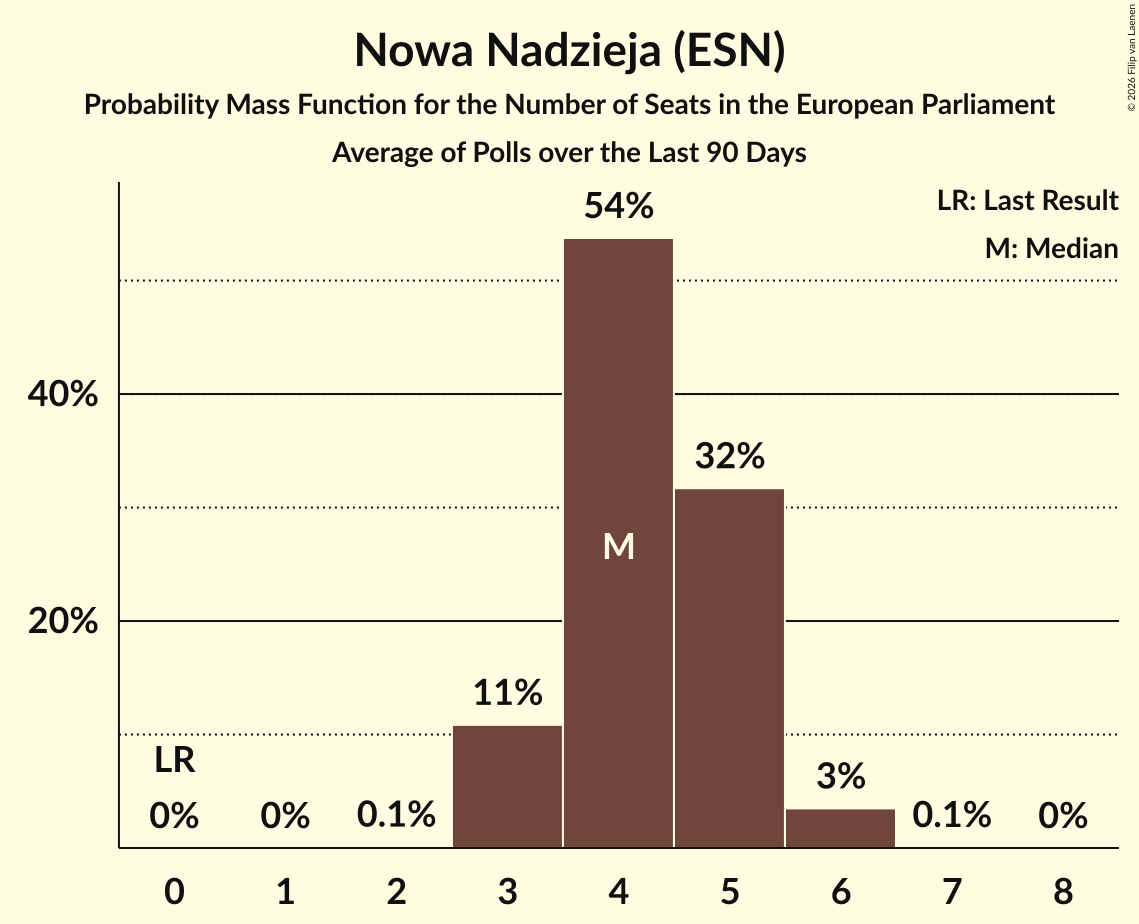 Nowa Nadzieja (ESN)
Probability Mass Function for the Number of Seats in the European Parliament
Average of Polls over the Last 90 Days
© 2026 Filip van Laenen
LR: Last Result
M: Median
54%
40%
32%
M
20%
11%
LR
3%
0%
0%
0.1%
0.1%
0%
0
1
2
3
4
5
6
7
8